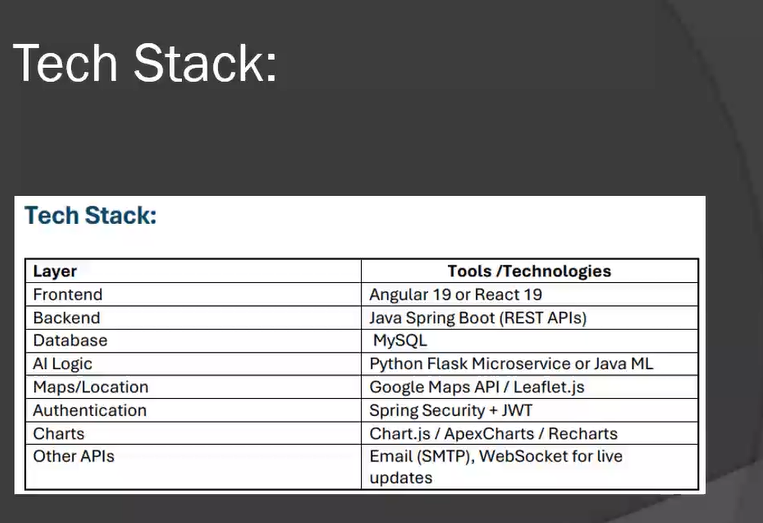 Tech Stack:
Tech Stack:
Layer Tools /Technologies
Frontend Angular 19 or React 19
Backend Java Spring Boot (REST APIs)
Database MySQL
AI Logic Python Flask Microservice or Java ML
Maps/Location Google Maps API / Leaflet.js
Authentication Spring Security + JWT
Charts Chart.js / ApexCharts / Recharts
Other APIs Email (SMTP), WebSocket for live
updates